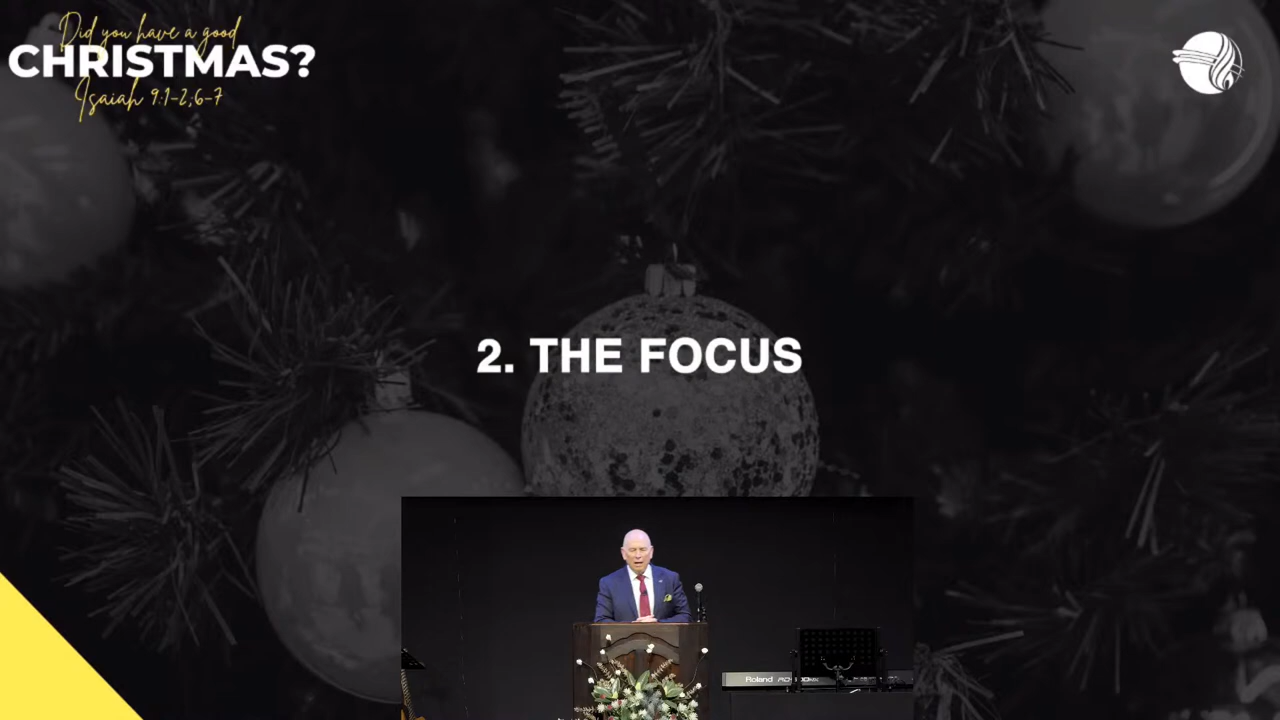 Did you have a good
CHRISTMAS?
Isaiah 9:1-2;6-7
2. THE FOCUS
Roland